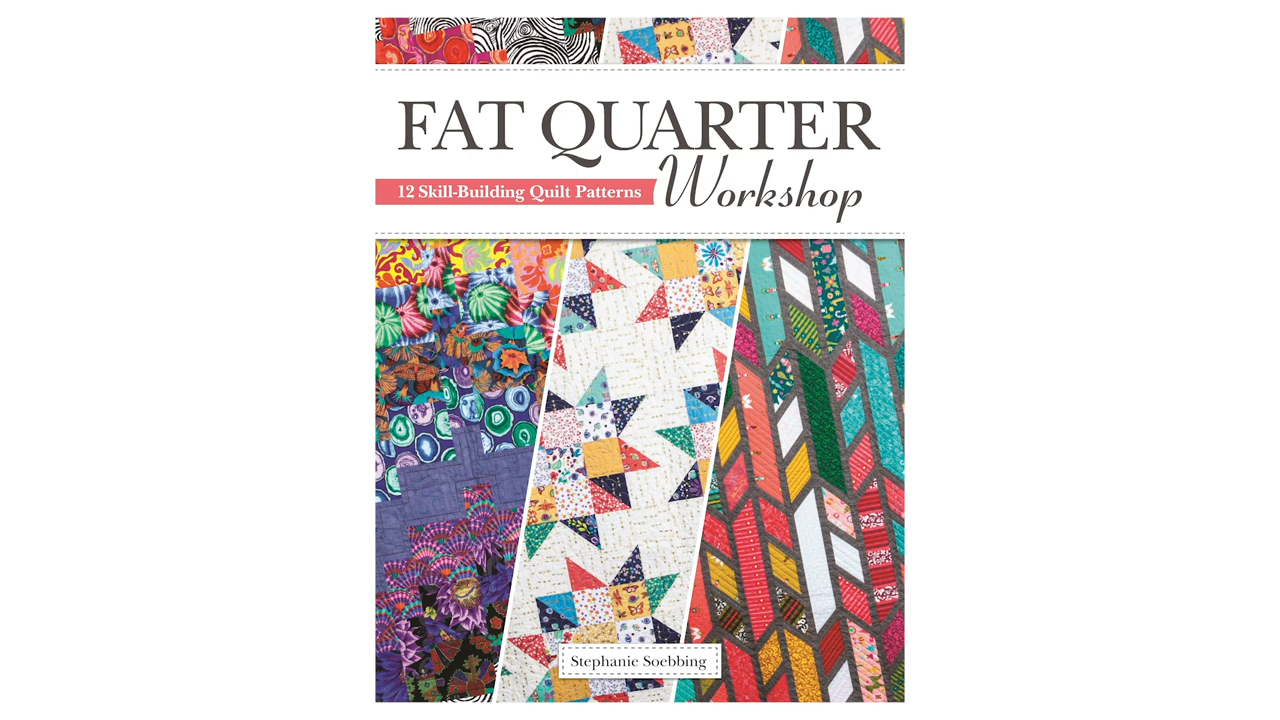 FAT QUARTER
Workshop
12 Skill-Building Quilt Patterns
Stephanie Soebbing